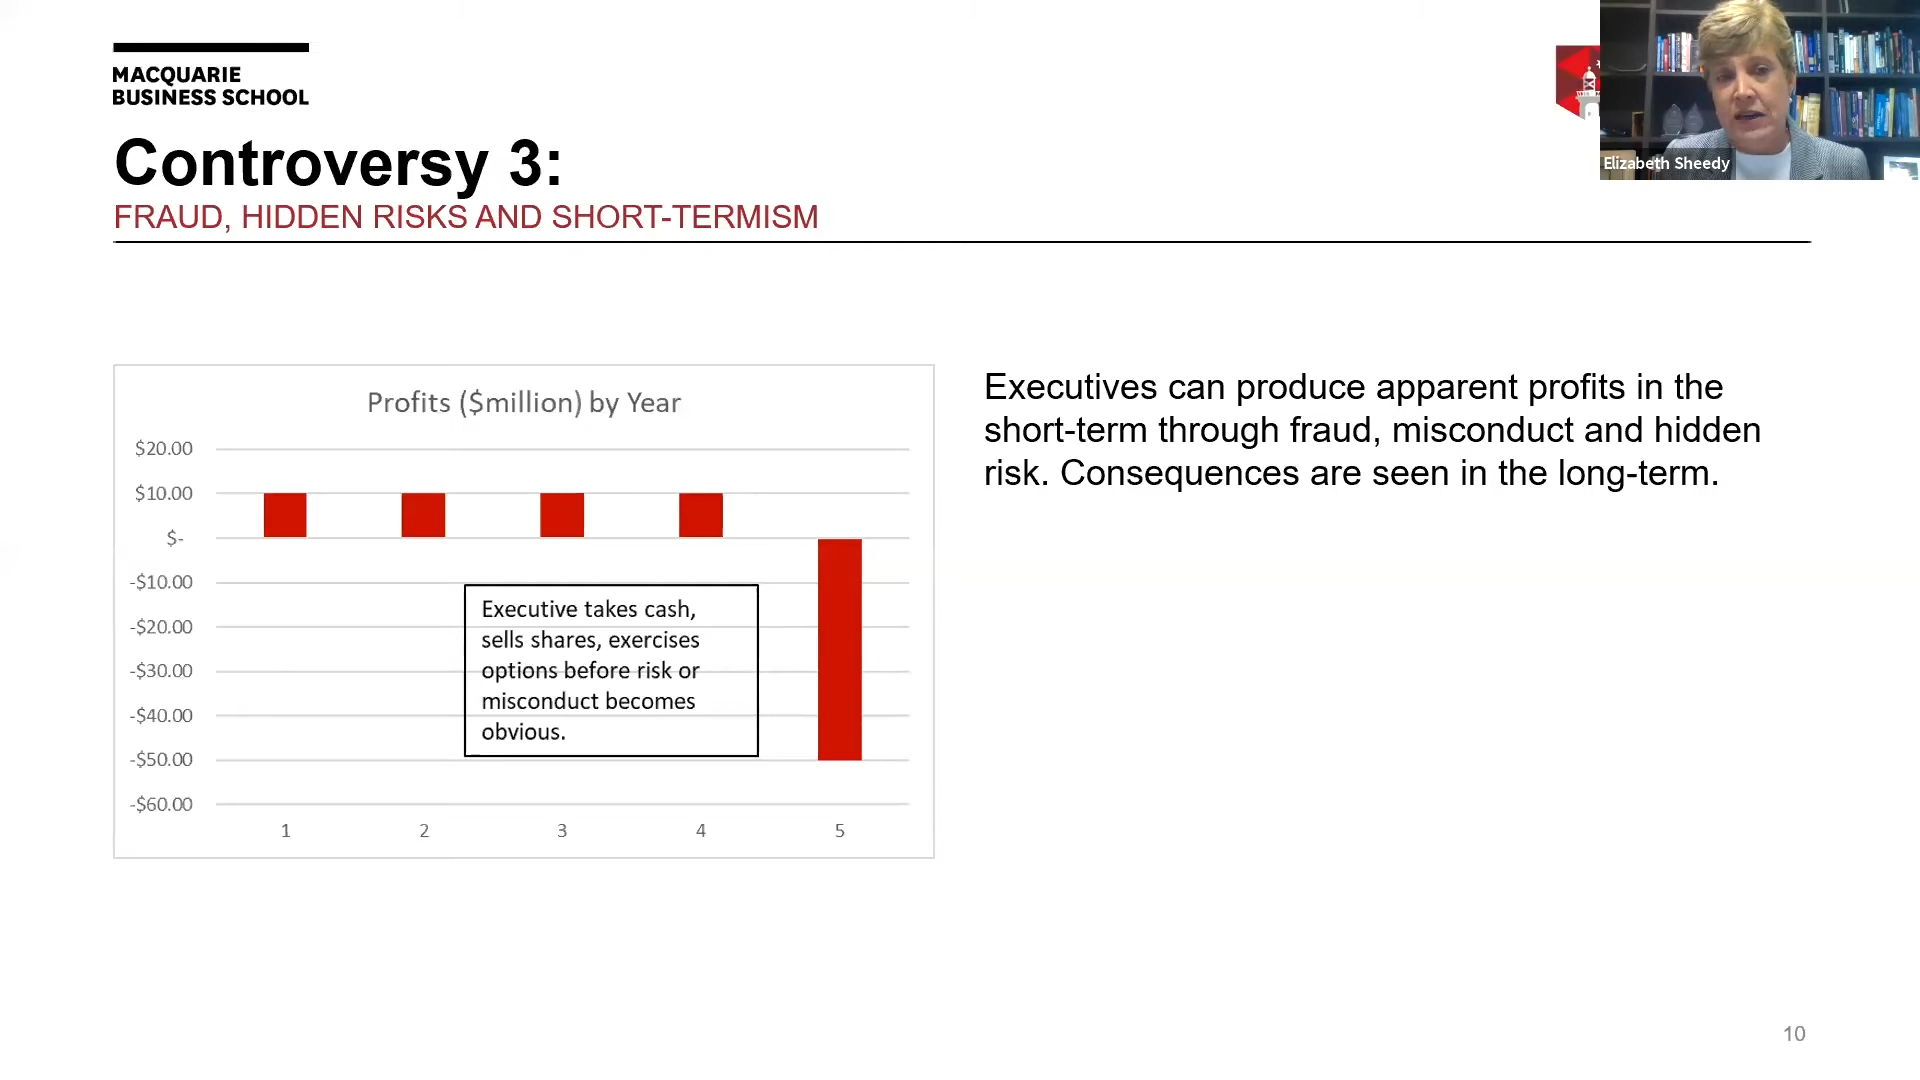 MACQUARIE
BUSINESS SCHOOL
Controversy 3:
FRAUD, HIDDEN RISKS AND SHORT-TERMISM
Elizabeth Sheedy
Profits ($million) by Year
$20.00
$10.00
$-
-$10.00
-$20.00
-$30.00
-$40.00
-$50.00
-$60.00
1 2 3 4 5
Executive takes cash,
sells shares, exercises
options before risk or
misconduct becomes
obvious.
Executives can produce apparent profits in the
short-term through fraud, misconduct and hidden
risk. Consequences are seen in the long-term.
10